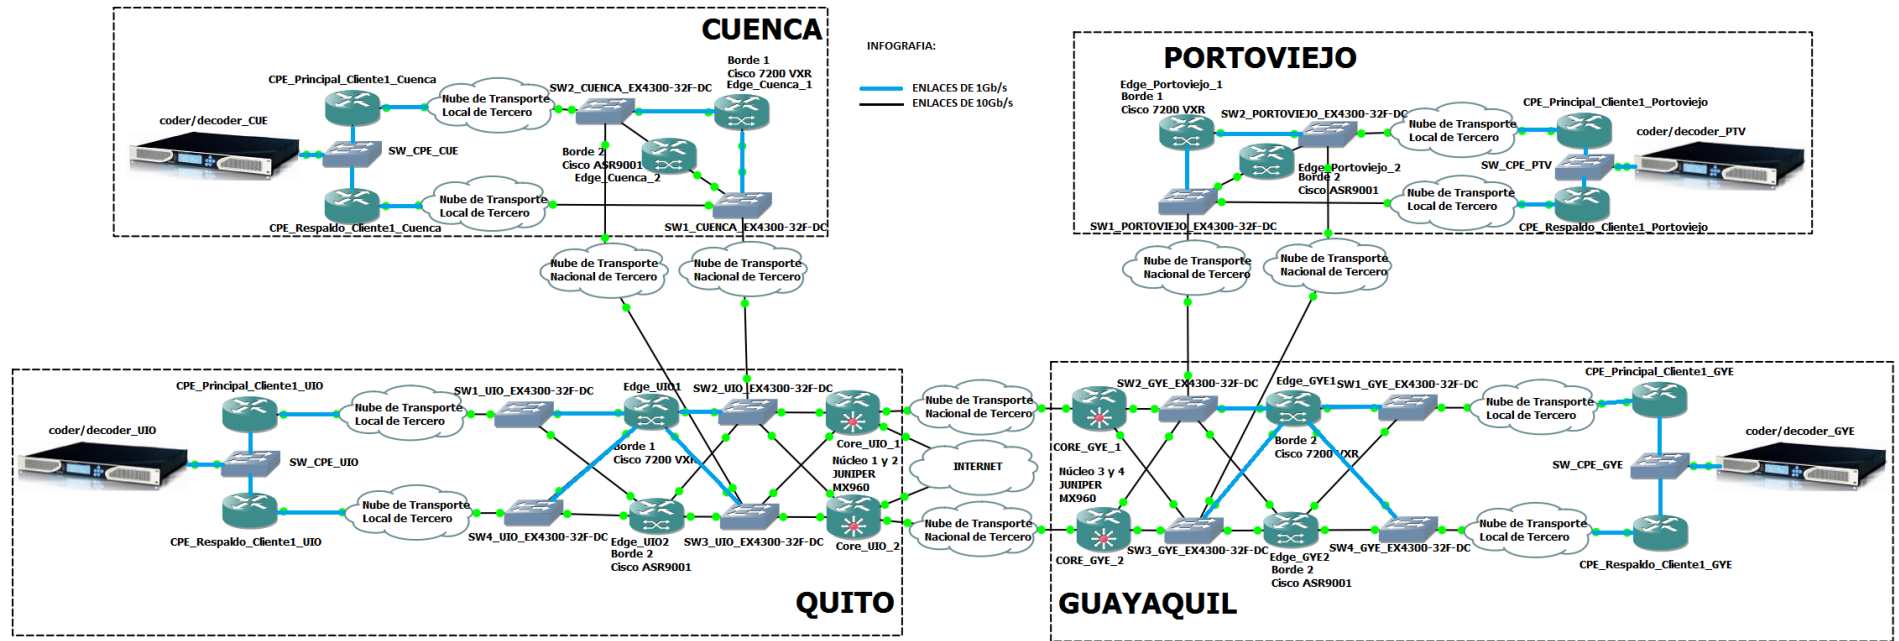 CUENCA
CPE_Principal_Cliente1_Cuenca
Nube de Transporte
Local de Tercero
SW2_CUENCA_EX4300-32F-DC
Borde 1
Cisco 7200 VXR
Edge_Cuenca_1
coder/decoder_CUE
SW_CPE_CUE
Borde 2
Cisco ASR9001
Edge_Cuenca_2
Nube de Transporte
Local de Tercero
CPE_Respaldo_Cliente1_Cuenca
SW1_CUENCA_EX4300-32F-DC
INFOGRAFIA:
ENLACES DE 1Gb/s
ENLACES DE 10Gb/s
PORTOVIEJO
Edge_Portoviejo_1
Borde 1
Cisco 7200 VXR
SW2_PORTOVIEJO_EX4300-32F-DC
CPE_Principal_Cliente1_Portoviejo
Nube de Transporte
Local de Tercero
coder/decoder_PTV
SW_CPE_PTV
Edge_Portoviejo_2
Borde 2
Cisco ASR9001
Nube de Transporte
Local de Tercero
SW1_PORTOVIEJO_EX4300-32F-DC
CPE_Respaldo_Cliente1_Portoviejo
Nube de Transporte
Nacional de Tercero
Nube de Transporte
Nacional de Tercero
Nube de Transporte
Nacional de Tercero
Nube de Transporte
Nacional de Tercero
CPE_Principal_Cliente1_UIO
Nube de Transporte
Local de Tercero
SW1_UIO_EX4300-32F-DC
Edge_UIO1
SW2_UIO_EX4300-32F-DC
coder/decoder_UIO
SW_CPE_UIO
Borde 1
Cisco 7200 VXR
Core_UIO_1
Núcleo 1 y 2
JUNIPER
MX960
Nube de Transporte
Local de Tercero
CPE_Respaldo_Cliente1_UIO
SW4_UIO_EX4300-32F-DC
Edge_UIO2
Borde 2
Cisco ASR9001
SW3_UIO_EX4300-32F-DC
Core_UIO_2
QUITO
Nube de Transporte
Nacional de Tercero
INTERNET
Nube de Transporte
Nacional de Tercero
SW2_GYE_EX4300-32F-DC
Edge_GYE1
SW1_GYE_EX4300-32F-DC
CPE_Principal_Cliente1_GYE
Nube de Transporte
Local de Tercero
coder/decoder_GYE
CORE_GYE_1
Borde 2
Cisco 7200 VXR
Núcleo 3 y 4
JUNIPER
MX960
SW_CPE_GYE
Nube de Transporte
Local de Tercero
CORE_GYE_2
SW3_GYE_EX4300-32F-DC
Edge_GYE2
Borde 2
Cisco ASR9001
SW4_GYE_EX4300-32F-DC
CPE_Respaldo_Cliente1_GYE
GUAYAQUIL